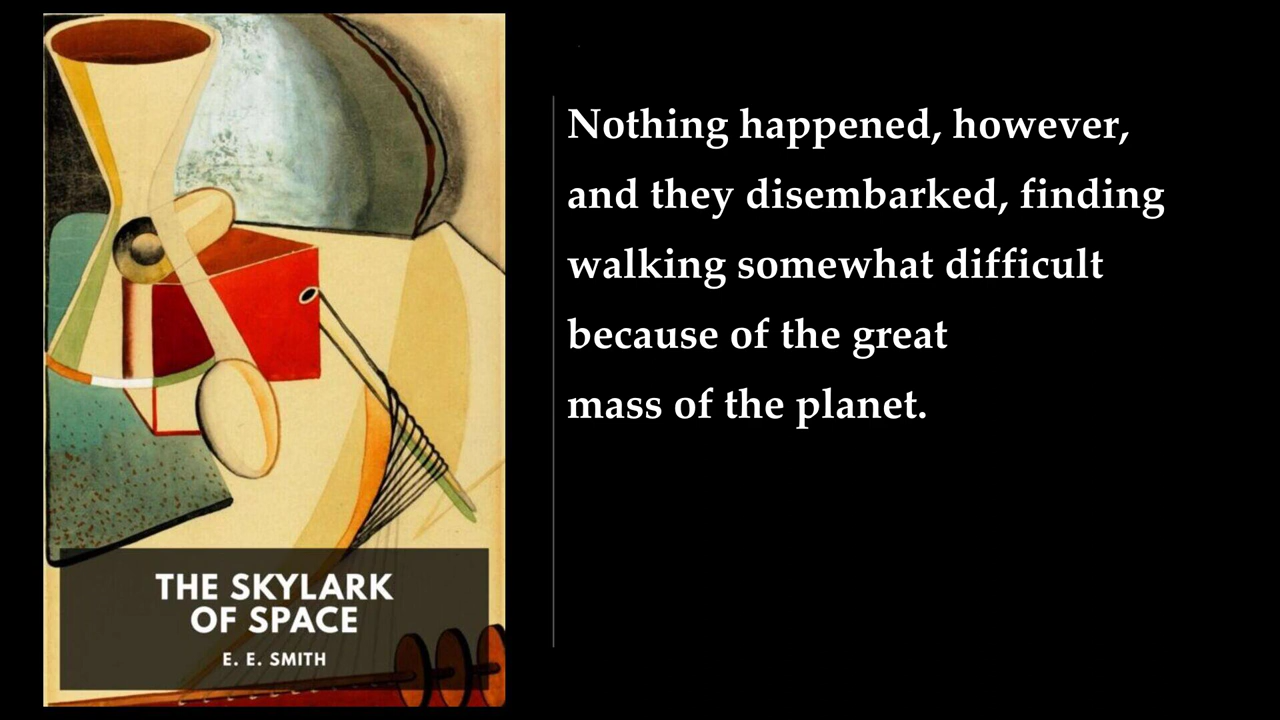 THE SKYLARK
OF SPACE
E. E. SMITH
Nothing happened, however,
and they disembarked, finding
walking somewhat difficult
because of the great
mass of the planet.